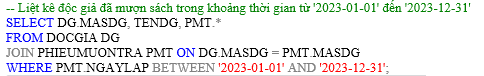 -- Liệt kê độc giả đã mượn sách trong khoảng thời gian từ '2023-01-01' đến '2023-12-31'
SELECT DG.MASDG, TENDG, PMT.*
FROM DOCGIA DG
JOIN PHIEUMUONTRA PMT ON DG.MASDG = PMT.MASDG
WHERE PMT.NGAYLAP BETWEEN '2023-01-01' AND '2023-12-31';